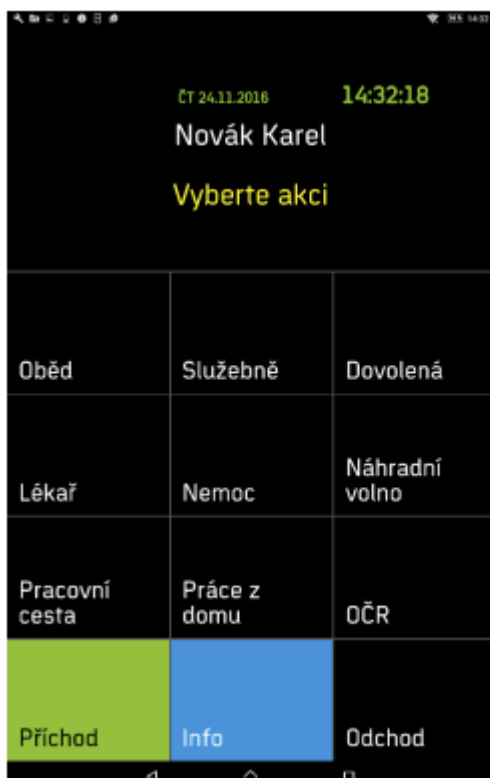 ČT 24.11.2016 14:32:18
Novák Karel
Vyberte akci
Oběd Služebně Dovolená
Lékař Nemoc Náhradní
volno
Pracovní
cesta
Práce z
domu
OČR
Příchod Info Odchod